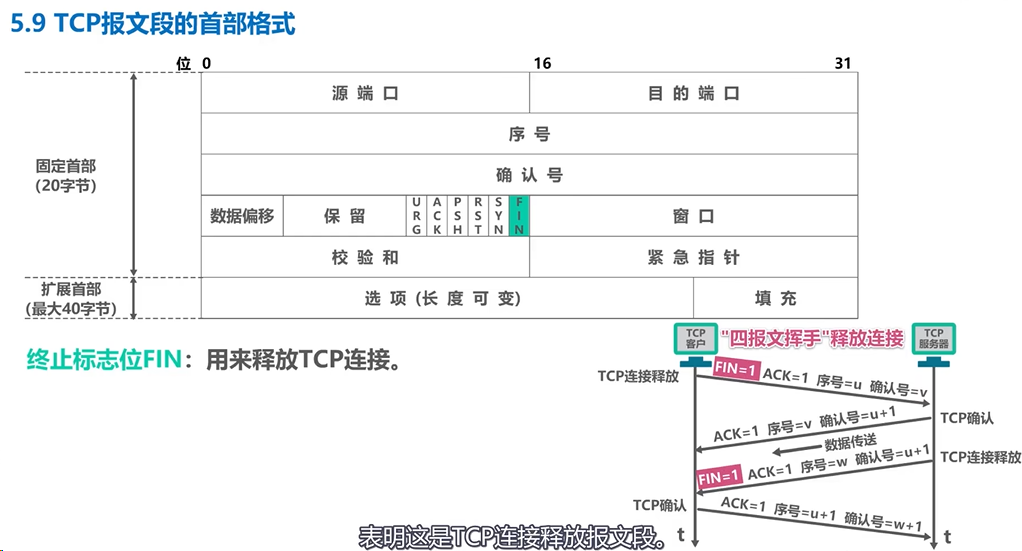 5.9 TCP报文段的首部格式
位 0 16 31
源 端 口 目 的 端 口
序 号
固定首部
(20字节)
确 认 号
数据偏移 保 留 URG ACK PSH RST SYN FIN 窗 口
校 验 和 紧 急 指 针
扩展首部
(最大40字节)
选 项 (长 度 可 变) 填 充
终止标志位FIN：用来释放TCP连接。
TCP
客户
"四报文挥手"释放连接
TCP
服务器
TCP连接释放
FIN=1 ACK=1 序号=u 确认号=v
ACK=1 序号=v 确认号=u+1
TCP确认
数据传送
FIN=1 ACK=1 序号=w 确认号=u+1
TCP连接释放
TCP确认
ACK=1 序号=u+1 确认号=w+1
t t
表明这是TCP连接释放报文段。